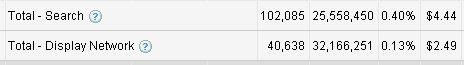 Total - Search ? 102,085 25,558,450 0.40% $4.44
Total - Display Network ? 40,638 32,166,251 0.13% $2.49